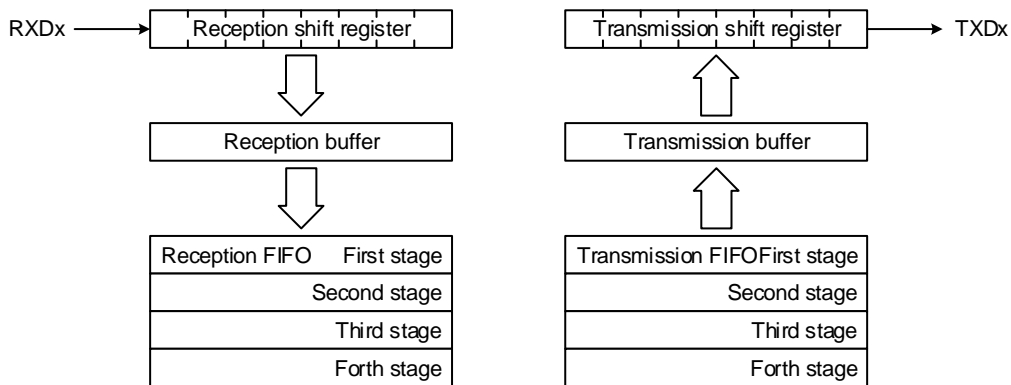 RXDx
Reception shift register
Reception buffer
Reception FIFO First stage
Second stage
Third stage
Forth stage
Transmission shift register
TXDx
Transmission buffer
Transmission FIFOFirst stage
Second stage
Third stage
Forth stage